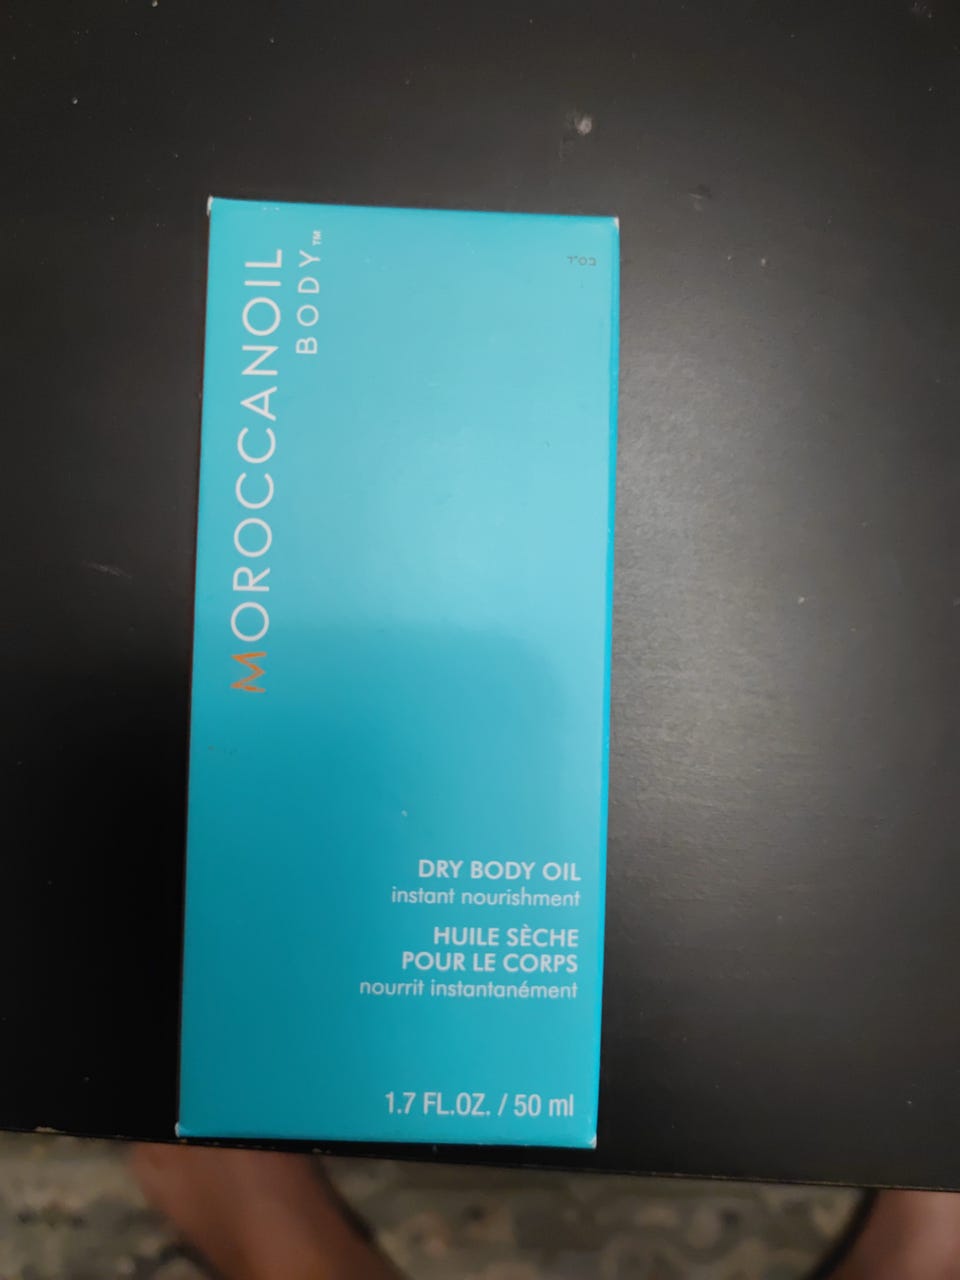 בס"ד
MOROCCANOIL
BODY™
DRY BODY OIL
instant nourishment
HUILE SÈCHE
POUR LE CORPS
nourrit instantanément
1.7 FL.OZ. / 50 ml